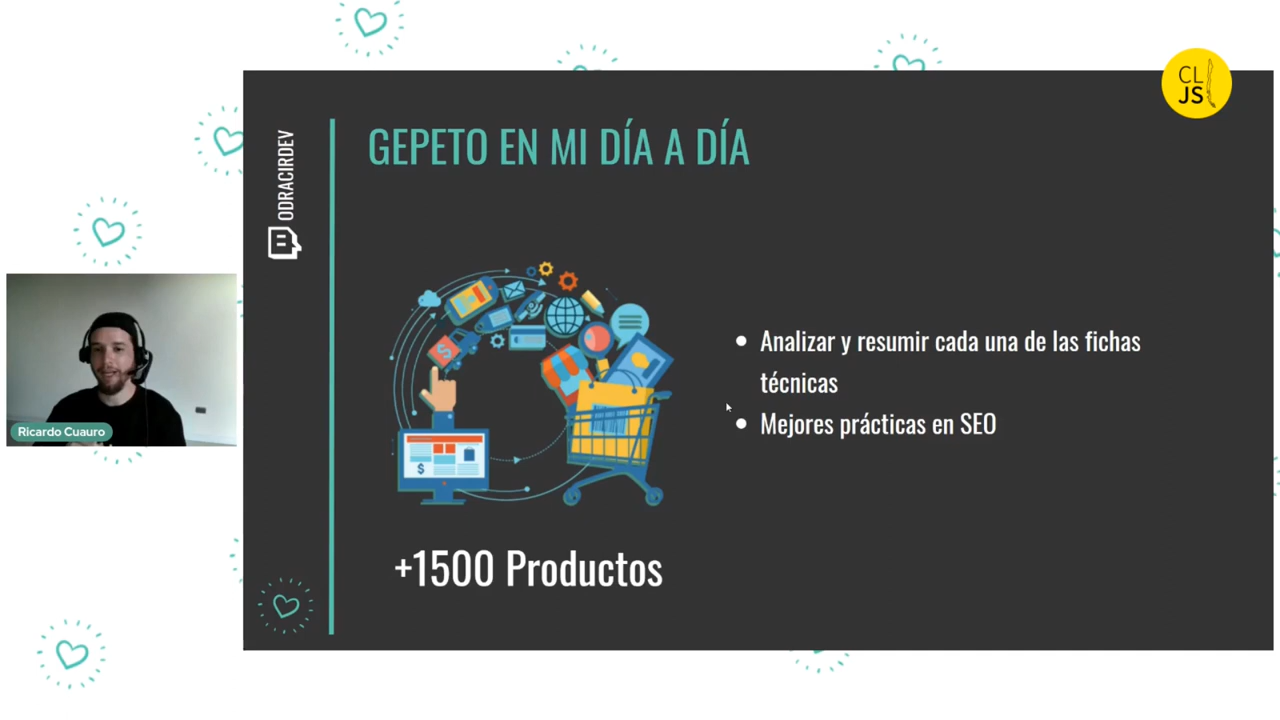 CL
JS
GEPETO EN MI DÍA A DÍA
ODRACIRDEV
Analizar y resumir cada una de las fichas
técnicas
Mejores prácticas en SEO
$
$
+1500 Productos
Ricardo Cuauro